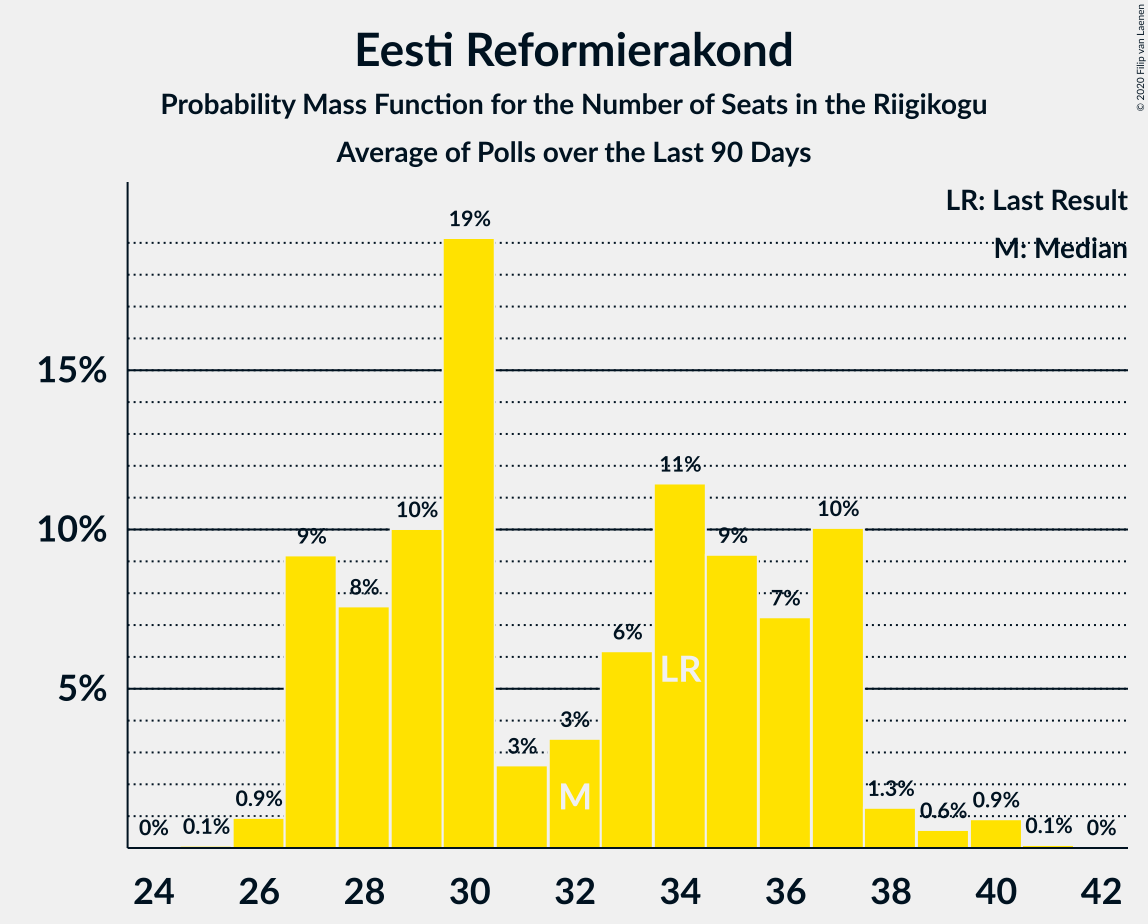 Eesti Reformierakond
Probability Mass Function for the Number of Seats in the Riigikogu
Average of Polls over the Last 90 Days
© 2020 Filip van Laenen
LR: Last Result
M: Median
15%
10%
5%
0%
0.1%
0.9%
9%
8%
10%
19%
3%
3%
6%
11%
9%
7%
10%
1.3%
0.6%
0.9%
0.1%
0%
M
LR
24 26 28 30 32 34 36 38 40 42